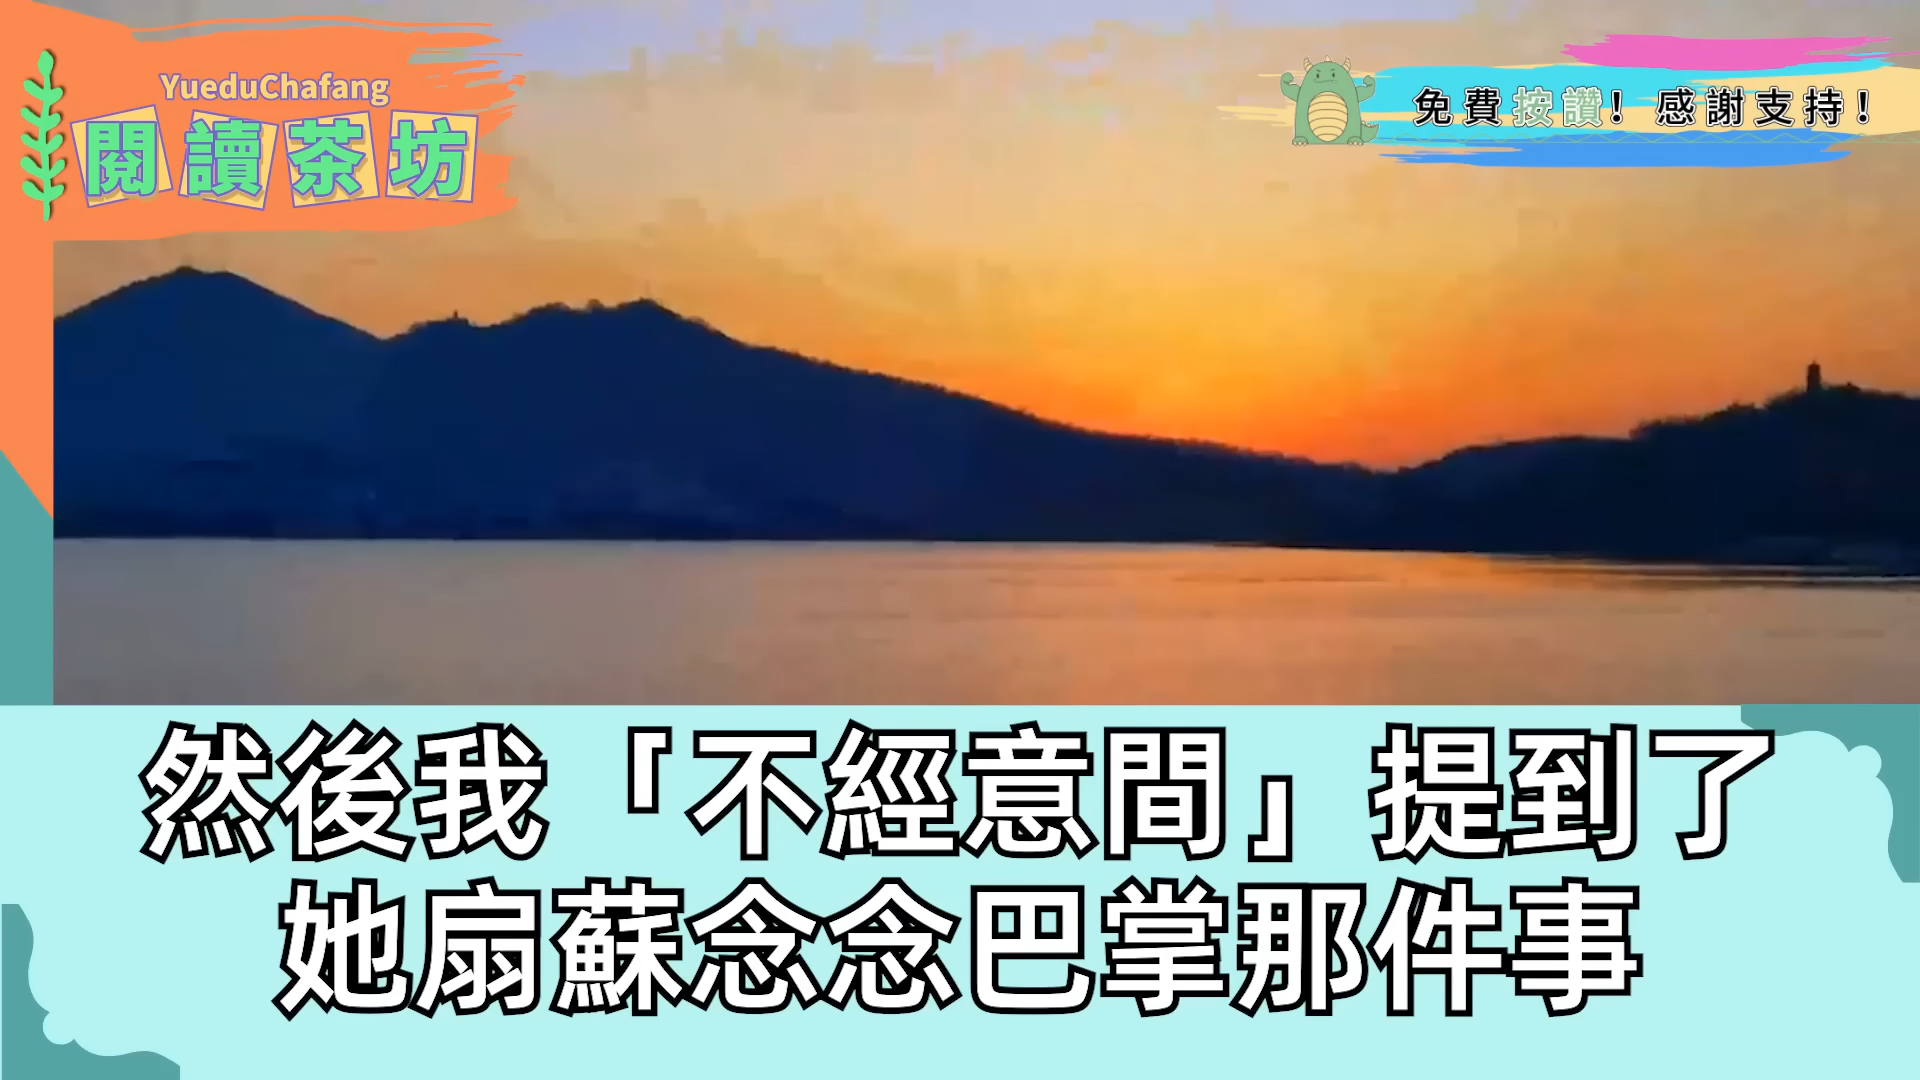 YueduChafang
閱讀茶坊
免費按讚！感謝支持！
然後我「不經意間」提到了
她扇蘇念念巴掌那件事